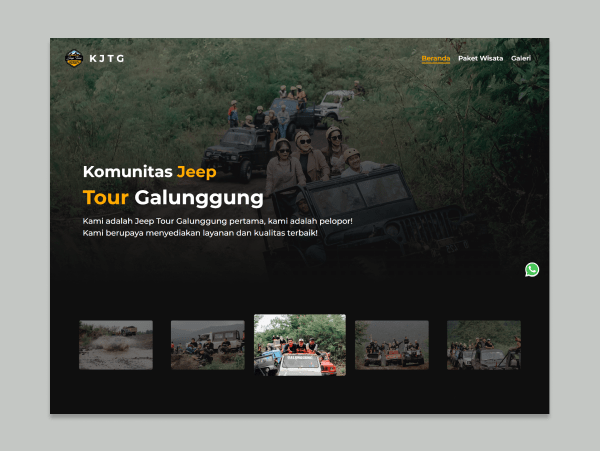 KJTG
Beranda Paket Wisata Galeri
Komunitas Jeep
Tour Galunggung
Kami adalah Jeep Tour Galunggung pertama, kami adalah pelopor!
Kami berupaya menyediakan layanan dan kualitas terbaik!